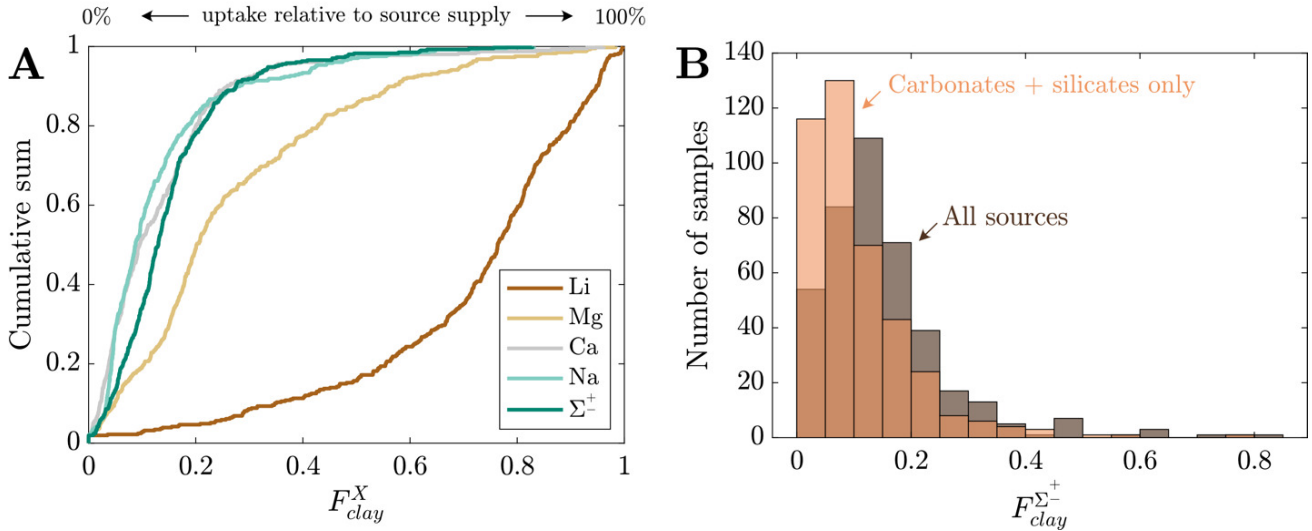 0% ← uptake relative to source supply → 100%
A
1
0.8
0.6
0.4
0.2
0
Cumulative sum
Li
Mg
Ca
Na
Σ⁺₋
0 0.2 0.4 0.6 0.8 1
F^X_clay
B
140
120
100
80
60
40
20
0
Number of samples
Carbonates + silicates only
All sources
0 0.2 0.4 0.6 0.8
F^Σ⁺₋_clay